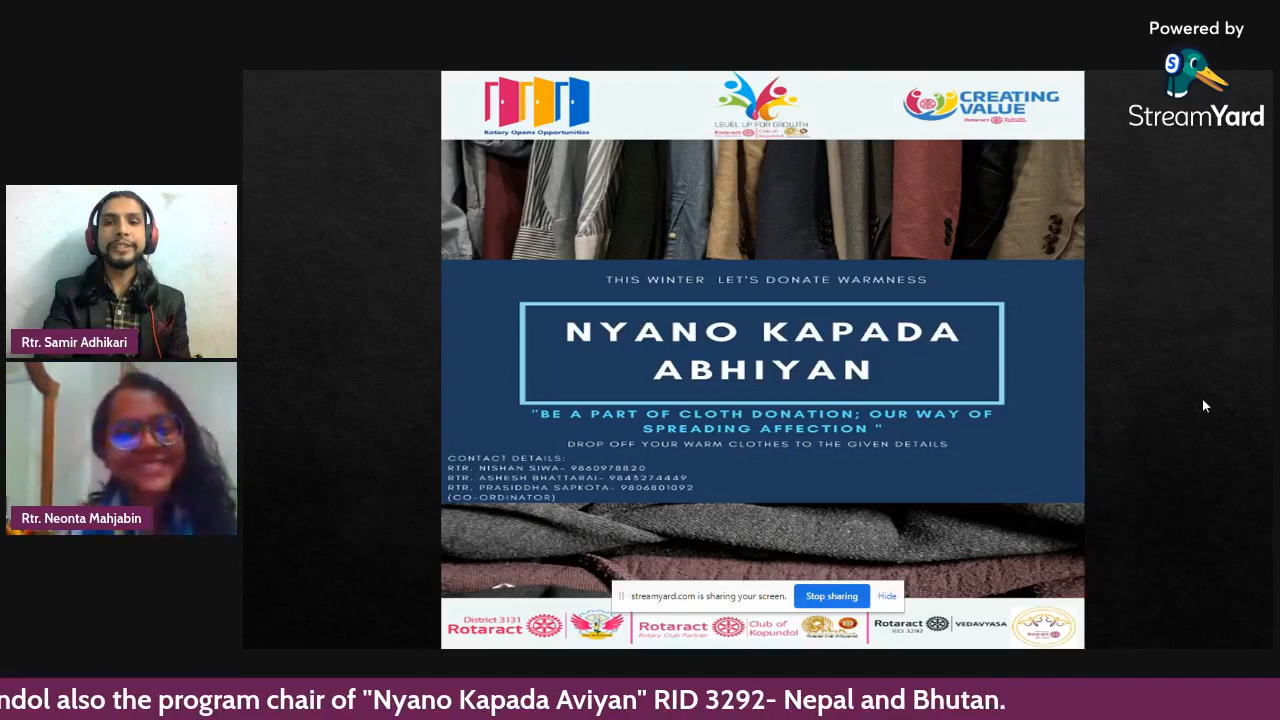 Powered by
StreamYard
Rotary Opens Opportunities
LEVEL UP FOR GROWTH
Rotaract
Club of
Kopundol
CREATING
VALUE
Rotaract
THIS WINTER LET'S DONATE WARMNESS
NYANO KAPADA
ABHIYAN
"BE A PART OF CLOTH DONATION; OUR WAY OF
SPREADING AFFECTION "
DROP OFF YOUR WARM CLOTHES TO THE GIVEN DETAILS
CONTACT DETAILS:
RTR. NISHAN SIWA- 9860978820
RTR. ASHESH BHATTARAI- 9843274449
RTR. PRASIDDHA SAPKOTA- 9806801092
(CO-ORDINATOR)
streamyard.com is sharing your screen.
Stop sharing
Hide
District 3131
Rotaract
Rotaract
Rotary Club Partner
Club of
Kopundol
Rotaract
RID 3292
VEDAVYASA
Rtr. Samir Adhikari
Rtr. Neonta Mahjabin
ndol also the program chair of "Nyano Kapada Aviyan" RID 3292- Nepal and Bhutan.